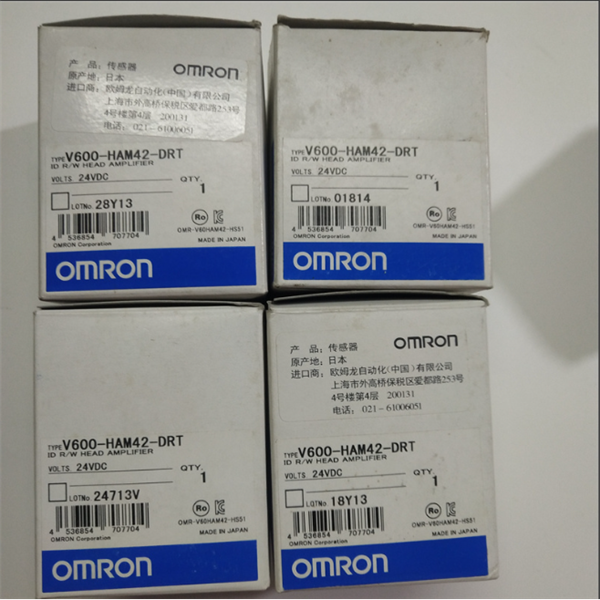 产 品：传感器 OMRON
原产地：日本
进口商：欧姆龙自动化(中国)有限公司
上海市外高桥保税区爱都路253号
4号楼第4层 200131
电话：021-61006051
TYPE V600-HAM42-DRT
ID R/W HEAD AMPLIFIER
VOLTS 24VDC QTY.
1
LOTNo. 28Y13
4 536854 707704
OMR-V60HAM42-HS51
OMRON Corporation MADE IN JAPAN
OMRON
TYPE V600-HAM42-DRT
ID R/W HEAD AMPLIFIER
VOLTS 24VDC QTY.
1
LOTNo. 01814
4 536854 707704
OMR-V60HAM42-HS51
OMRON Corporation MADE IN JAPAN
OMRON
TYPE V600-HAM42-DRT
ID R/W HEAD AMPLIFIER
VOLTS 24VDC QTY.
1
LOTNo. 24713V
4 536854 707704
OMR-V60HAM42-HS51
OMRON Corporation MADE IN JAPAN
OMRON
产 品：传感器 OMRON
原产地：日本
进口商：欧姆龙自动化(中国)有限公司
上海市外高桥保税区爱都路253号
4号楼第4层 200131
电话：021-61006051
TYPE V600-HAM42-DRT
ID R/W HEAD AMPLIFIER
VOLTS 24VDC QTY.
1
LOTNo. 18Y13
4 536854 707704
OMR-V60HAM42-HS51
OMRON Corporation MADE IN JAPAN
OMRON